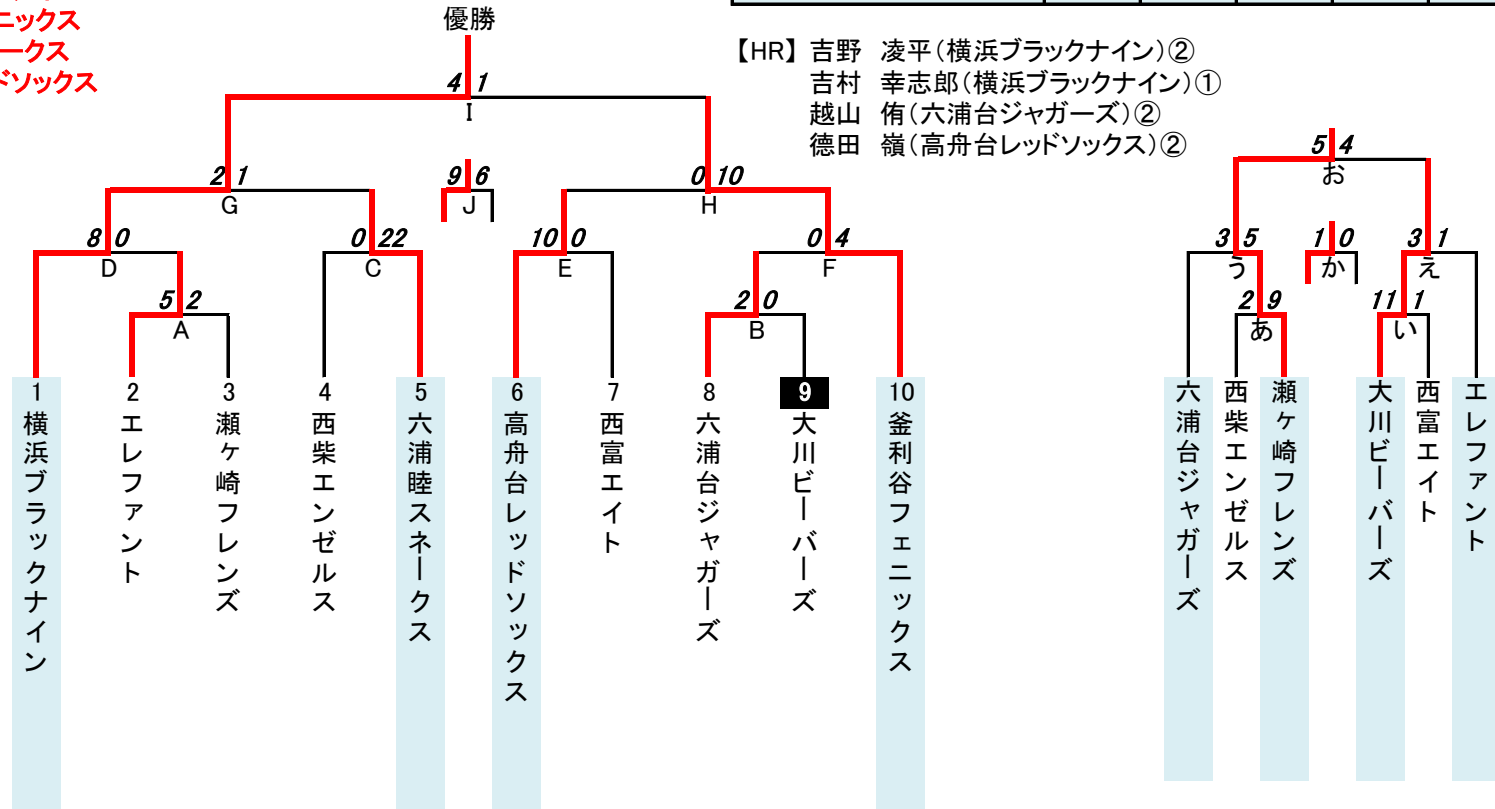 ニックス
ークス
ドソックス
【HR】 吉野 凌平(横浜ブラックナイン)②
吉村 幸志郎(横浜ブラックナイン)①
越山 侑(六浦台ジャガーズ)②
徳田 嶺(高舟台レッドソックス)②
優勝
4 1
I
2 1
G
9 6
J
0 10
H
8 0
D
0 22
C
10 0
E
0 4
F
5 2
A
2 0
B
1 横浜ブラックナイン
2 エレファント
3 瀬ヶ崎フレンズ
4 西柴エンゼルス
5 六浦睦スネークス
6 高舟台レッドソックス
7 西富エイト
8 六浦台ジャガーズ
9 大川ビーバーズ
10 釜利谷フェニックス
5 4
お
3 5
う
1 0
か
3 1
え
2 9
あ
11 1
い
六浦台ジャガーズ
西柴エンゼルス
瀬ヶ崎フレンズ
大川ビーバーズ
西富エイト
エレファント